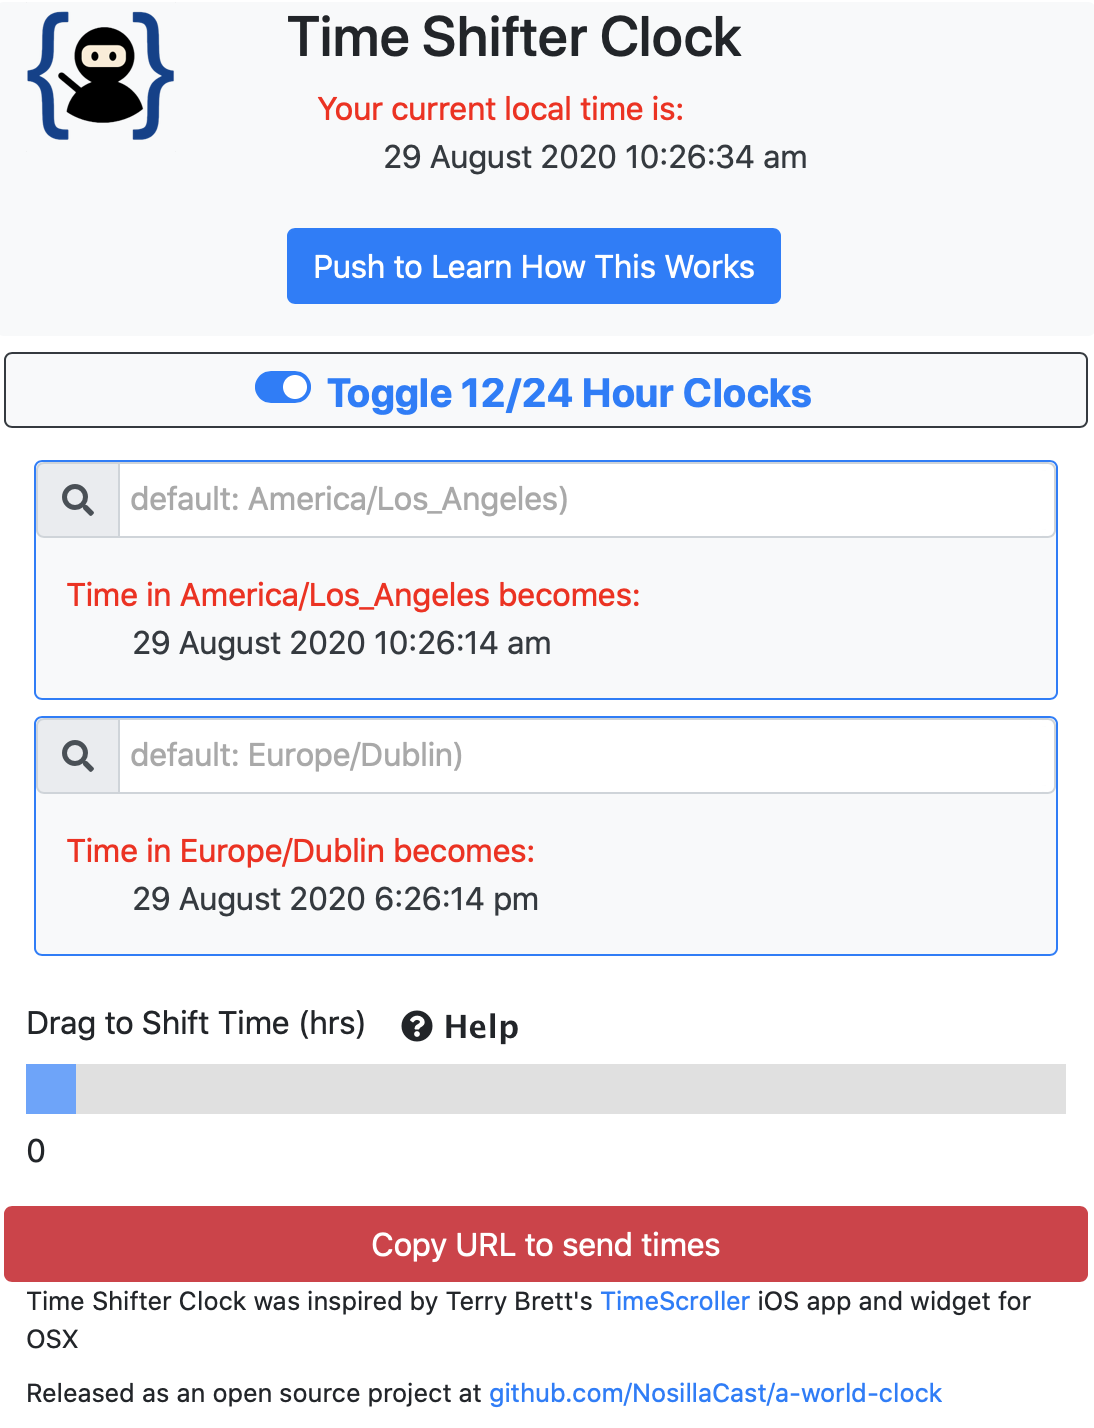 Time Shifter Clock
Your current local time is:
29 August 2020 10:26:34 am
Push to Learn How This Works
Toggle 12/24 Hour Clocks
default: America/Los_Angeles)
Time in America/Los_Angeles becomes:
29 August 2020 10:26:14 am
default: Europe/Dublin)
Time in Europe/Dublin becomes:
29 August 2020 6:26:14 pm
Drag to Shift Time (hrs) ? Help
0
Copy URL to send times
Time Shifter Clock was inspired by Terry Brett's TimeScroller iOS app and widget for
OSX
Released as an open source project at github.com/NosillaCast/a-world-clock